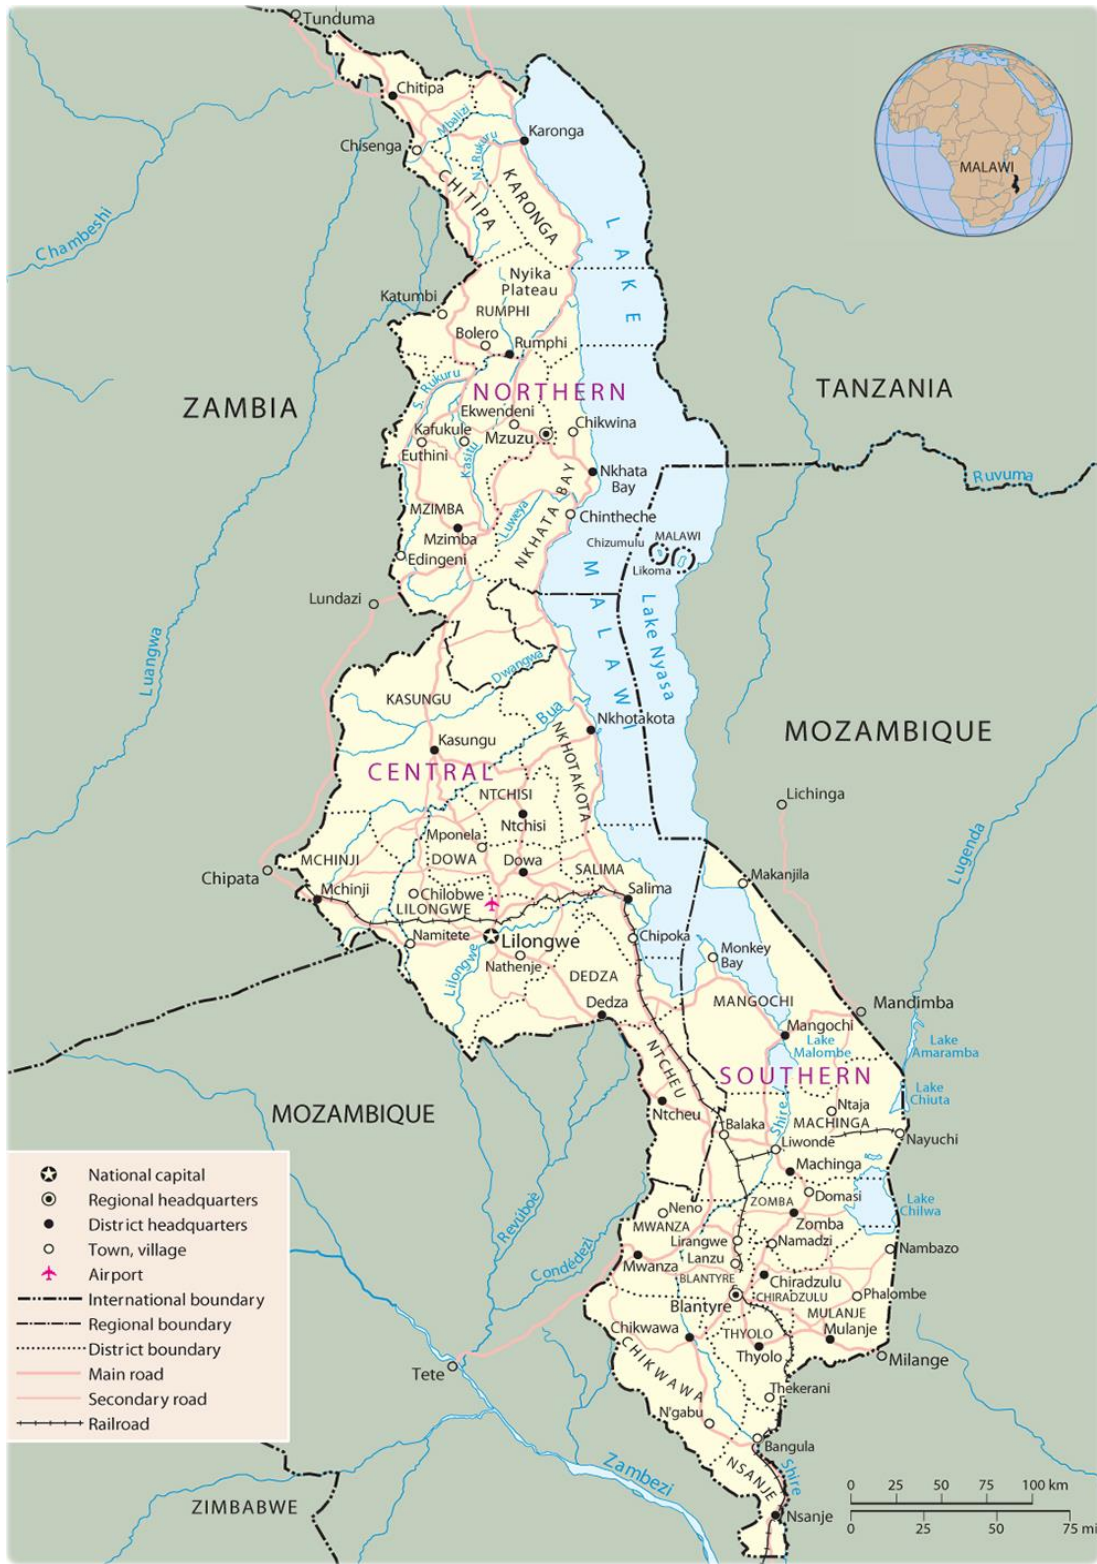 Tunduma
Chitipa
Mbalizi
N. Rukuru
Karonga
Chisenga
CHITIPA
KARONGA
MALAWI
Chambeshi
LAKE
Nyika
Plateau
Katumbi
RUMPHI
Bolero
Rumphi
S. Rukuru
ZAMBIA
NORTHERN
TANZANIA
Ekwendeni
Kafukule
Mzuzu
Chikwina
Euthini
Kasitu
Nkhata
Bay
Ruvuma
MZIMBA
Luweya
NKHATA BAY
Chintheche
Mzimba
Chizumulu
MALAWI
Edingeni
Likoma
MALAWI
Lundazi
Lake Nyasa
Luangwa
Dwangwa
KASUNGU
Bua
Nkhotakota
NKHOTAKOTA
MOZAMBIQUE
Kasungu
CENTRAL
NTCHISI
Lichinga
Ntchisi
Mponela
Lugenda
MCHINJI
DOWA
Dowa
SALIMA
Chipata
Makanjila
Mchinji
Chilobwe
Salima
LILONGWE
Namitete
Lilongwe
Chipoka
Monkey
Bay
Lilongwe
Nathenje
DEDZA
MANGOCHI
Dedza
Mandimba
Mangochi
Lake
Malombe
Lake
Amaramba
NTCHEU
SOUTHERN
Lake
Chiuta
MOZAMBIQUE
Ntcheu
Shire
Ntaja
MACHINGA
Balaka
Nayuchi
Liwonde
Machinga
National capital
Regional headquarters
District headquarters
Town, village
Airport
International boundary
Regional boundary
District boundary
Main road
Secondary road
Railroad
Revúboè
Condédezi
ZOMBA
Domasi
Lake
Chilwa
Neno
MWANZA
Zomba
Lirangwe
Namadzi
Nambazo
Mwanza
Lanzu
BLANTYRE
Chiradzulu
CHIRADZULU
Phalombe
Blantyre
MULANJE
Chikwawa
THYOLO
Mulanje
Thyolo
Milange
CHIKWAWA
Tete
Thekerani
N'gabu
Bangula
Zambezi
NSANJE
Shire
ZIMBABWE
Nsanje
0 25 50 75 100 km
0 25 50 75 mi